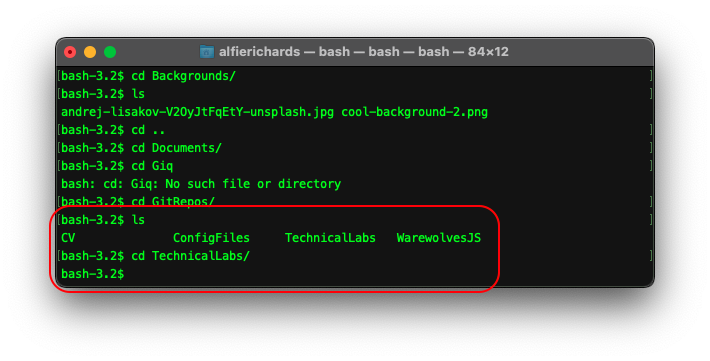 alfierichards — bash — bash — bash — 84×12
[bash-3.2$ cd Backgrounds/ ]
[bash-3.2$ ls ]
andrej-lisakov-V2OyJtFqEtY-unsplash.jpg cool-background-2.png
[bash-3.2$ cd .. ]
[bash-3.2$ cd Documents/ ]
[bash-3.2$ cd Giq ]
bash: cd: Giq: No such file or directory
[bash-3.2$ cd GitRepos/ ]
[bash-3.2$ ls ]
CV ConfigFiles TechnicalLabs WarewolvesJS
[bash-3.2$ cd TechnicalLabs/ ]
bash-3.2$